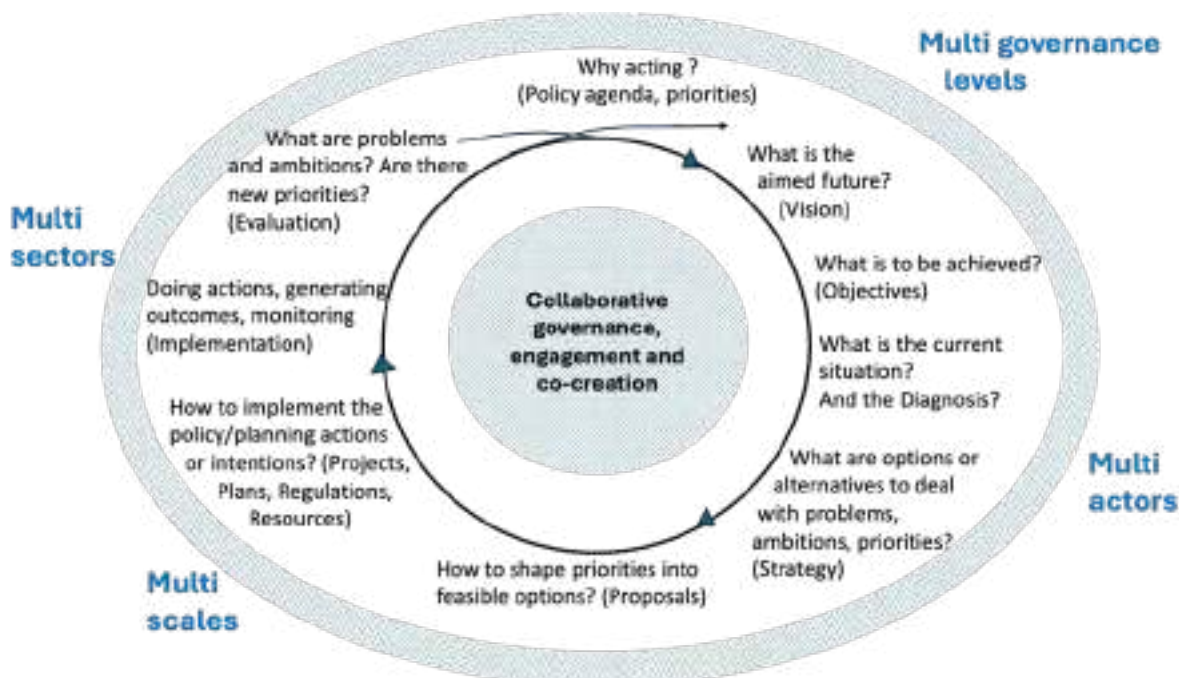 Multi governance
levels
Why acting ?
(Policy agenda, priorities)
What is the
aimed future?
(Vision)
What is to be achieved?
(Objectives)
What is the current
situation?
And the Diagnosis?
Multi
actors
What are options or
alternatives to deal
with problems,
ambitions, priorities?
(Strategy)
How to shape priorities into
feasible options? (Proposals)
Multi
scales
How to implement the
policy/planning actions
or intentions? (Projects,
Plans, Regulations,
Resources)
Doing actions, generating
outcomes, monitoring
(Implementation)
Multi
sectors
What are problems
and ambitions? Are there
new priorities?
(Evaluation)
Collaborative
governance,
engagement and
co-creation